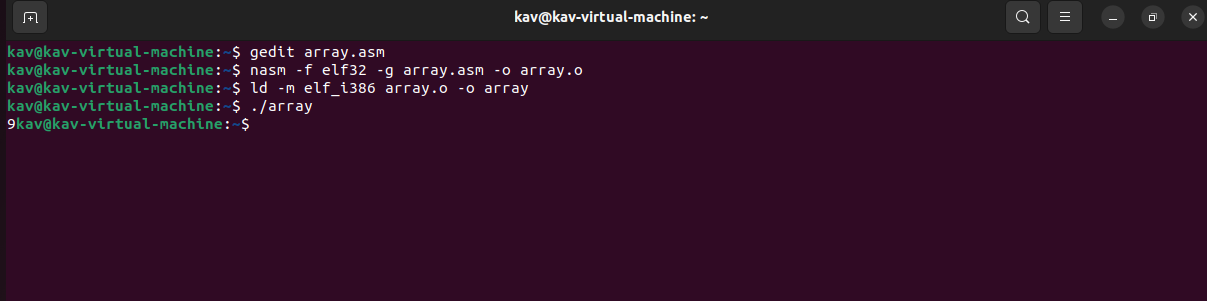 kav@kav-virtual-machine: ~
kav@kav-virtual-machine:~$ gedit array.asm
kav@kav-virtual-machine:~$ nasm -f elf32 -g array.asm -o array.o
kav@kav-virtual-machine:~$ ld -m elf_i386 array.o -o array
kav@kav-virtual-machine:~$ ./array
9kav@kav-virtual-machine:~$